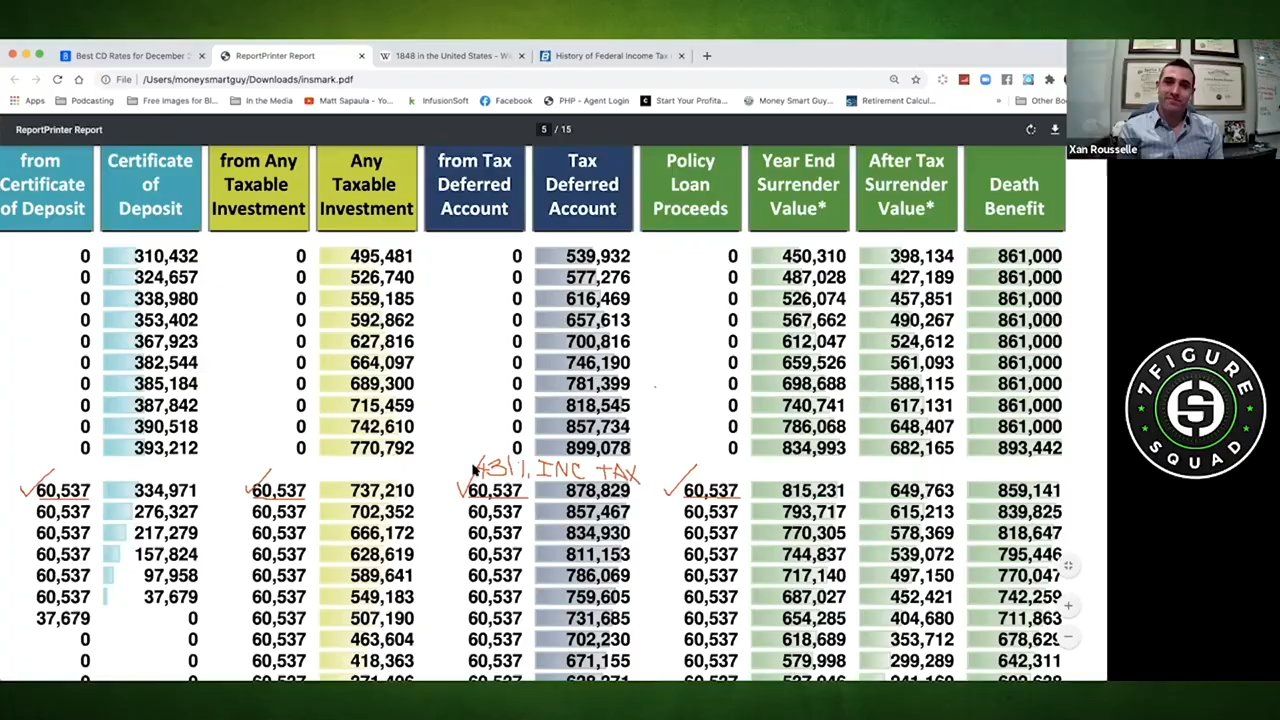 Best CD Rates for December 2
ReportPrinter Report
1848 in the United States – Wi
History of Federal Income Tax
File /Users/moneysmartguy/Downloads/insmark.pdf
Apps Podcasting Free Images for Bl... In the Media Matt Sapaula - Yo... InfusionSoft Facebook PHP - Agent Login Start Your Profita... Money Smart Guy... Retirement Calcul... » Other Bo
ReportPrinter Report 5 / 15
Xan Rousselle
from Certificate from Any Any from Tax Tax Policy Year End After Tax
Certificate of Taxable Taxable Deferred Deferred Loan Surrender Surrender Death
of Deposit Deposit Investment Investment Account Account Proceeds Value* Value* Benefit
0 310,432 0 495,481 0 539,932 0 450,310 398,134 861,000
0 324,657 0 526,740 0 577,276 0 487,028 427,189 861,000
0 338,980 0 559,185 0 616,469 0 526,074 457,851 861,000
0 353,402 0 592,862 0 657,613 0 567,662 490,267 861,000
0 367,923 0 627,816 0 700,816 0 612,047 524,612 861,000
0 382,544 0 664,097 0 746,190 0 659,526 561,093 861,000
0 385,184 0 689,300 0 781,399 0 698,688 588,115 861,000
0 387,842 0 715,459 0 818,545 0 740,741 617,131 861,000
0 390,518 0 742,610 0 857,734 0 786,068 648,407 861,000
0 393,212 0 770,792 0 899,078 0 834,993 682,165 893,442
431% INC TAX
60,537 334,971 60,537 737,210 60,537 878,829 60,537 815,231 649,763 859,141
60,537 276,327 60,537 702,352 60,537 857,467 60,537 793,717 615,213 839,825
60,537 217,279 60,537 666,172 60,537 834,930 60,537 770,305 578,369 818,647
60,537 157,824 60,537 628,619 60,537 811,153 60,537 744,837 539,072 795,446
60,537 97,958 60,537 589,641 60,537 786,069 60,537 717,140 497,150 770,047
60,537 37,679 60,537 549,183 60,537 759,605 60,537 687,027 452,421 742,259
37,679 0 60,537 507,190 60,537 731,685 60,537 654,285 404,680 711,863
0 0 60,537 463,604 60,537 702,230 60,537 618,689 353,712 678,629
0 0 60,537 418,363 60,537 671,155 60,537 579,998 299,289 642,311
7FIGURE
SQUAD